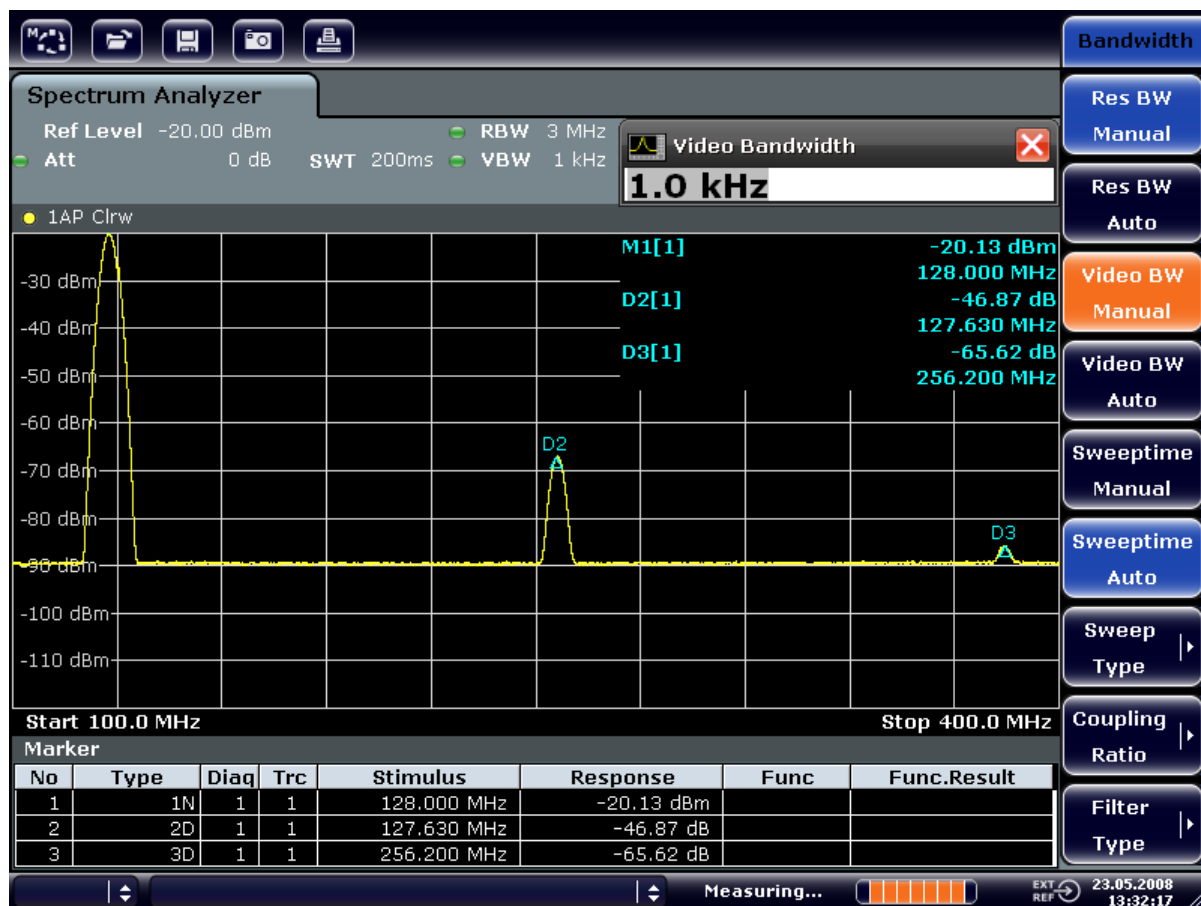 M
Bandwidth
Spectrum Analyzer
Ref Level -20.00 dBm
RBW 3 MHz
Att 0 dB SWT 200ms VBW 1 kHz
Video Bandwidth
1.0 kHz
1AP Clrw
M1[1] -20.13 dBm
128.000 MHz
D2[1] -46.87 dB
127.630 MHz
D3[1] -65.62 dB
256.200 MHz
-30 dBm
-40 dBm
-50 dBm
-60 dBm
-70 dBm
-80 dBm
-90 dBm
-100 dBm
-110 dBm
D2
D3
Start 100.0 MHz Stop 400.0 MHz
Marker
No Type Diaq Trc Stimulus Response Func Func.Result
1 1N 1 1 128.000 MHz -20.13 dBm
2 2D 1 1 127.630 MHz -46.87 dB
3 3D 1 1 256.200 MHz -65.62 dB
Measuring...
EXT
REF
23.05.2008
13:32:17
Res BW
Manual
Res BW
Auto
Video BW
Manual
Video BW
Auto
Sweeptime
Manual
Sweeptime
Auto
Sweep
Type
Coupling
Ratio
Filter
Type